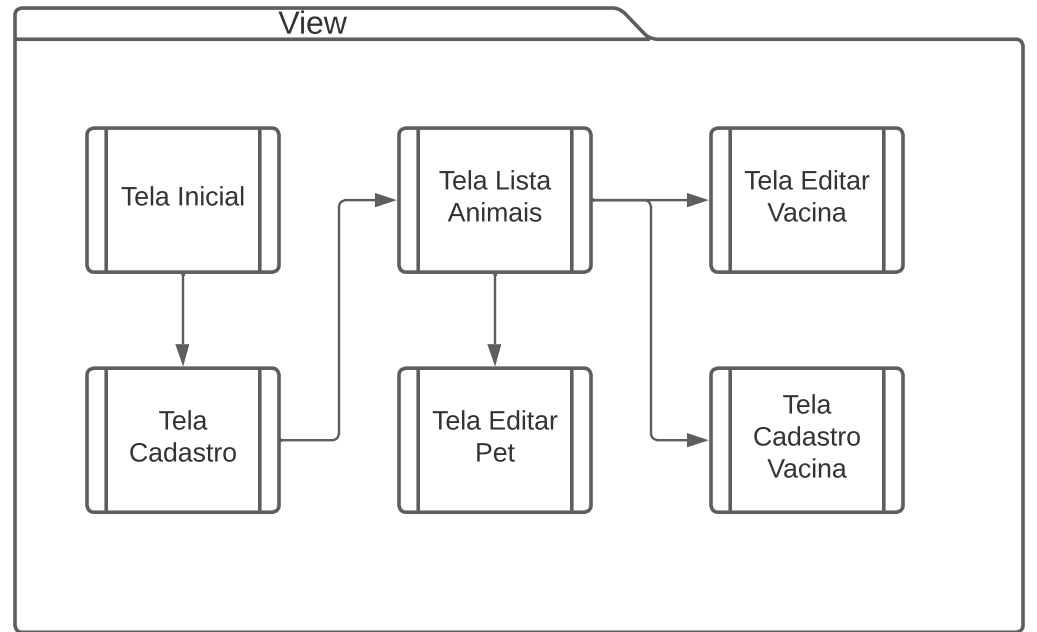 View
Tela Inicial
Tela Lista
Animais
Tela Editar
Vacina
Tela
Cadastro
Tela Editar
Pet
Tela
Cadastro
Vacina